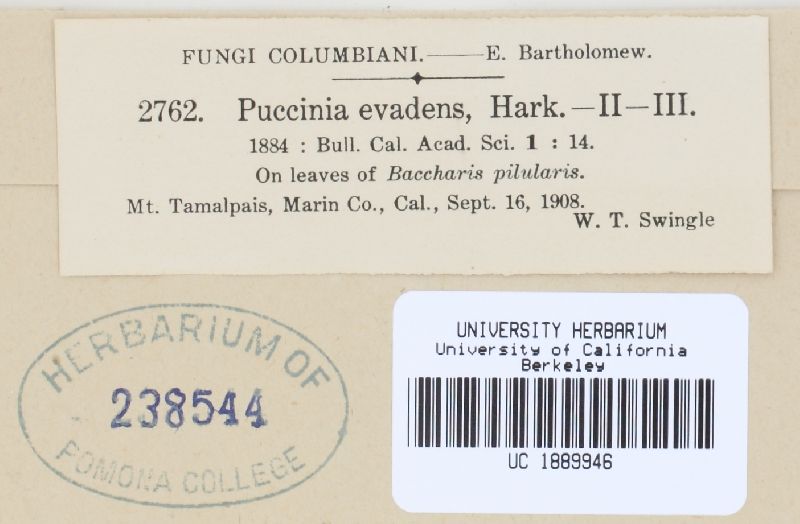 FUNGI COLUMBIANI.——E. Bartholomew.
2762. Puccinia evadens, Hark.—II—III.
1884 : Bull. Cal. Acad. Sci. 1 : 14.
On leaves of Baccharis pilularis.
Mt. Tamalpais, Marin Co., Cal., Sept. 16, 1908.
W. T. Swingle
HERBARIUM OF
238544
POMONA COLLEGE
UNIVERSITY HERBARIUM
University of California
Berkeley
UC 1889946